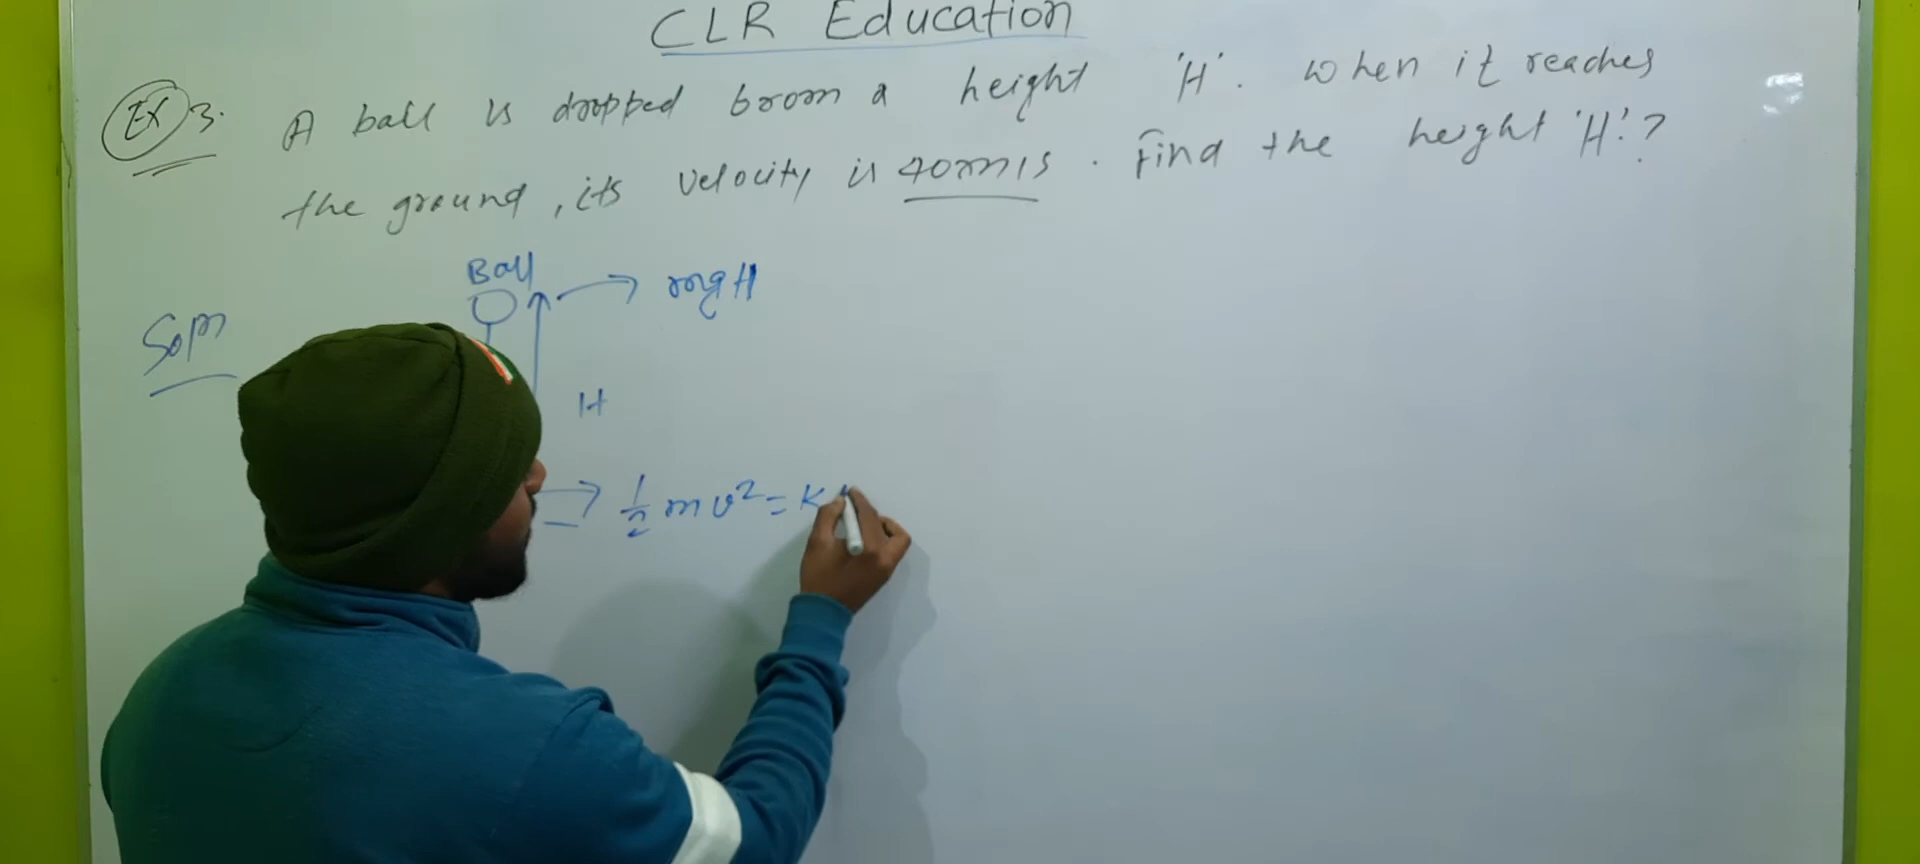 CLR Education
Ex 3. A ball is dropped from a height 'H'. When it reaches
the ground, its velocity is 40m/s. Find the height 'H'?
Ball
mgH
Soln
H
1/2 mv² = K